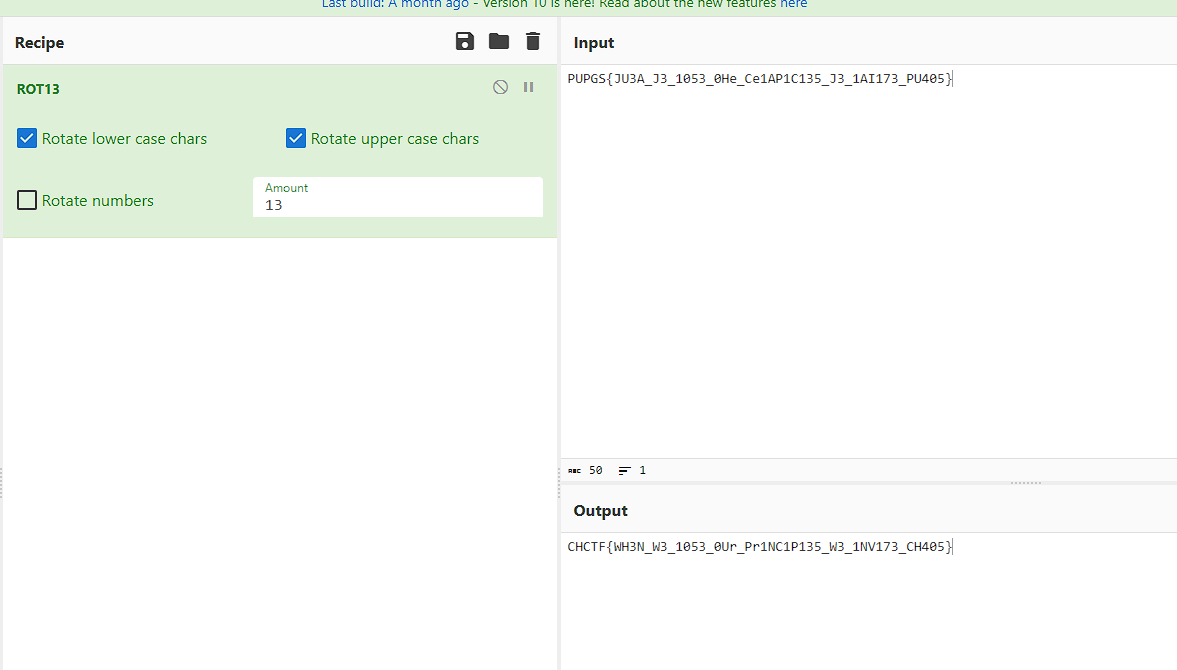 Last build: A month ago - Version 10 is here! Read about the new features here
Recipe
ROT13
Rotate lower case chars
Rotate upper case chars
Rotate numbers
Amount
13
Input
PUPGS{JU3A_J3_1053_0He_Ce1AP1C135_J3_1AI173_PU405}
ABC 50 1
Output
CHCTF{WH3N_W3_1053_0Ur_Pr1NC1P135_W3_1NV173_CH405}